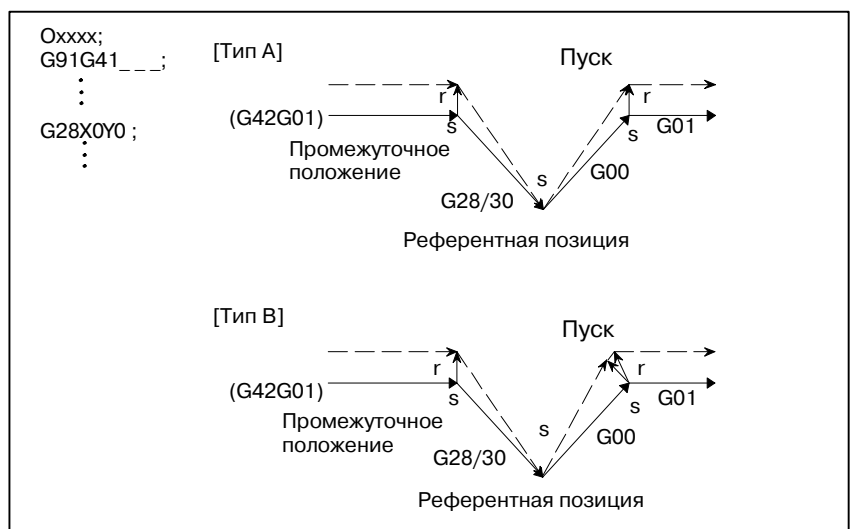 Oxxxx;
G91G41_ _ _;
G28X0Y0 ;
[Тип A]
Пуск
r
r
(G42G01)
s
s
G01
Промежуточное
положение
s
G00
G28/30
Референтная позиция
[Тип B]
Пуск
r
r
(G42G01)
s
s
G01
Промежуточное
положение
s
G00
G28/30
Референтная позиция